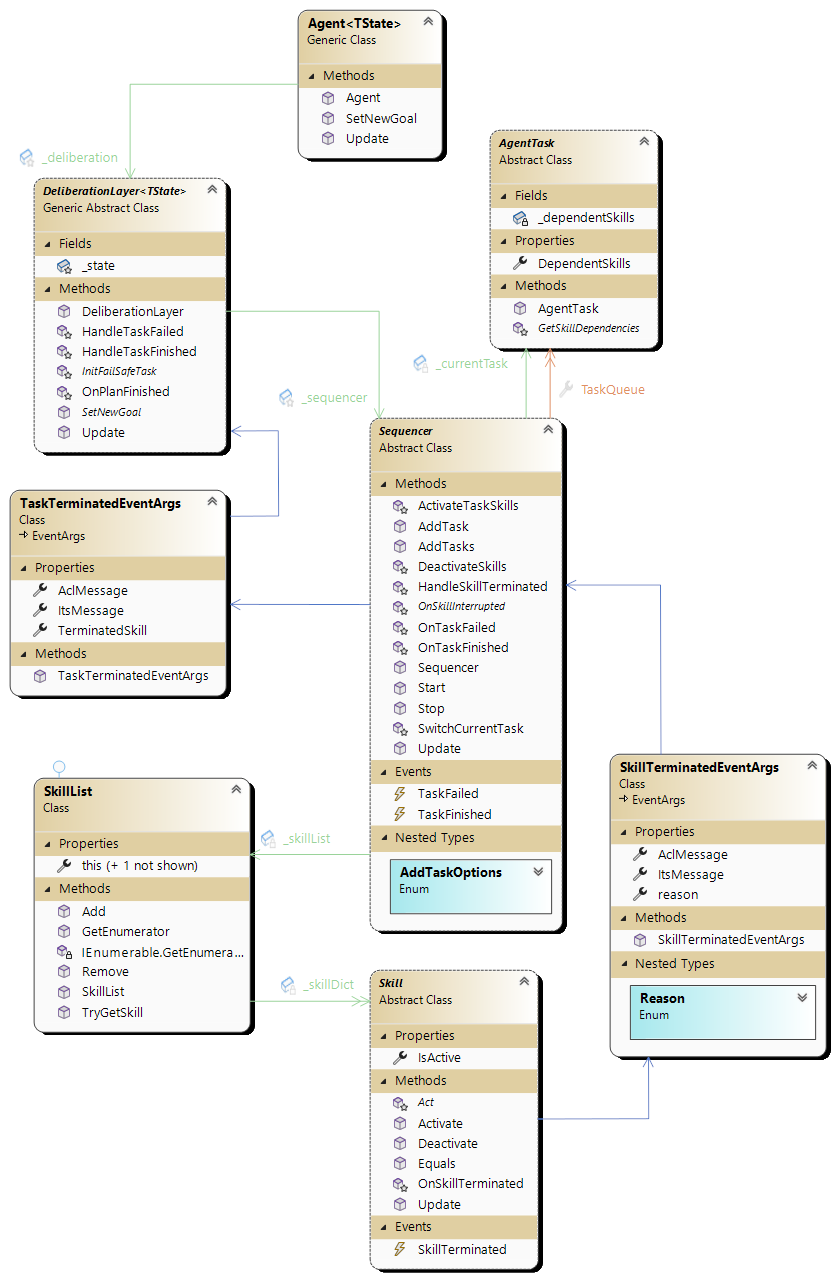 Agent<TState>
Generic Class
Methods
Agent
SetNewGoal
Update
_deliberation
AgentTask
Abstract Class
Fields
_dependentSkills
Properties
DependentSkills
Methods
AgentTask
GetSkillDependencies
DeliberationLayer<TState>
Generic Abstract Class
Fields
_state
Methods
DeliberationLayer
HandleTaskFailed
HandleTaskFinished
InitFailSafeTask
OnPlanFinished
SetNewGoal
Update
_sequencer
_currentTask
TaskQueue
Sequencer
Abstract Class
Methods
ActivateTaskSkills
AddTask
AddTasks
DeactivateSkills
HandleSkillTerminated
OnSkillInterrupted
OnTaskFailed
OnTaskFinished
Sequencer
Start
Stop
SwitchCurrentTask
Update
Events
TaskFailed
TaskFinished
Nested Types
AddTaskOptions
Enum
TaskTerminatedEventArgs
Class
EventArgs
Properties
AclMessage
ItsMessage
TerminatedSkill
Methods
TaskTerminatedEventArgs
SkillList
Class
Properties
this (+ 1 not shown)
Methods
Add
GetEnumerator
IEnumerable.GetEnumera...
Remove
SkillList
TryGetSkill
_skillList
_skillDict
SkillTerminatedEventArgs
Class
EventArgs
Properties
AclMessage
ItsMessage
reason
Methods
SkillTerminatedEventArgs
Nested Types
Reason
Enum
Skill
Abstract Class
Properties
IsActive
Methods
Act
Activate
Deactivate
Equals
OnSkillTerminated
Update
Events
SkillTerminated